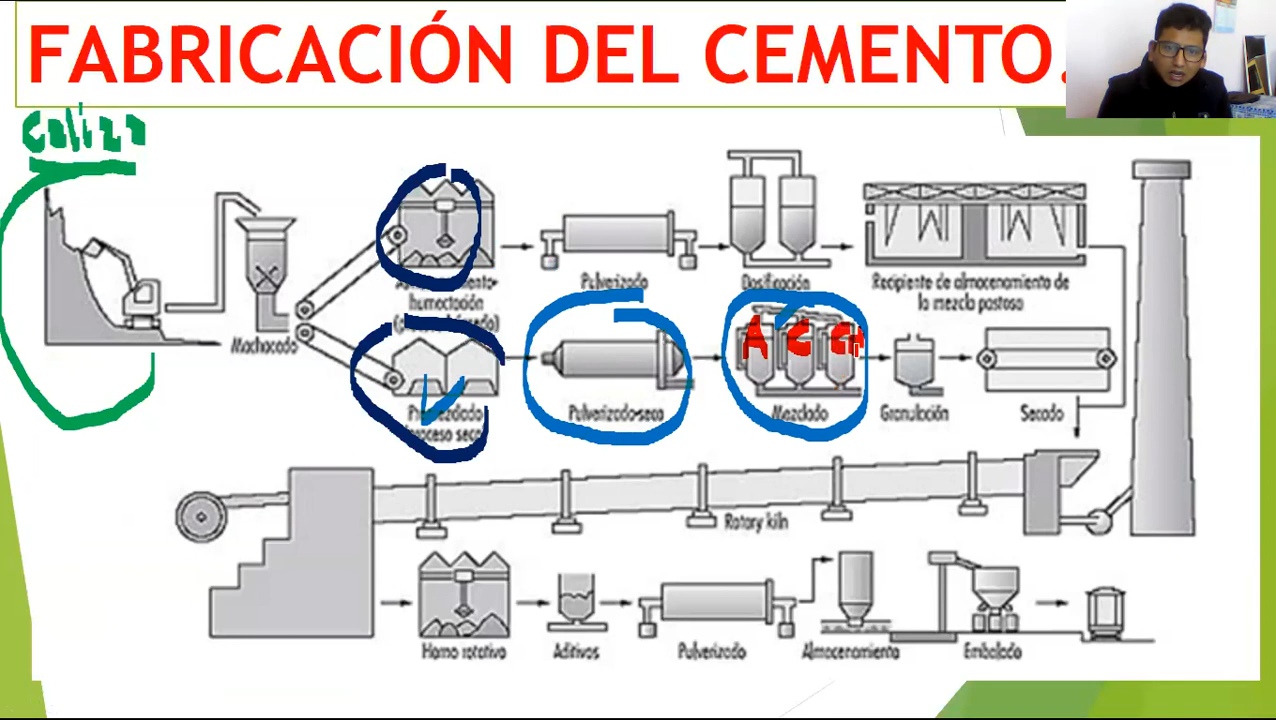 FABRICACIÓN DEL CEMENTO.
Caliza
Machacado
humectación
Pulverizado
Dosificación
Recipiente de almacenamiento de
la mezcla pastosa
proceso seco
Pulverizado-seco
A C
Mezclado
Granulación
Secado
Rotary kiln
Horno rotativo
Aditivos
Pulverizado
Almacenamiento
Embalado